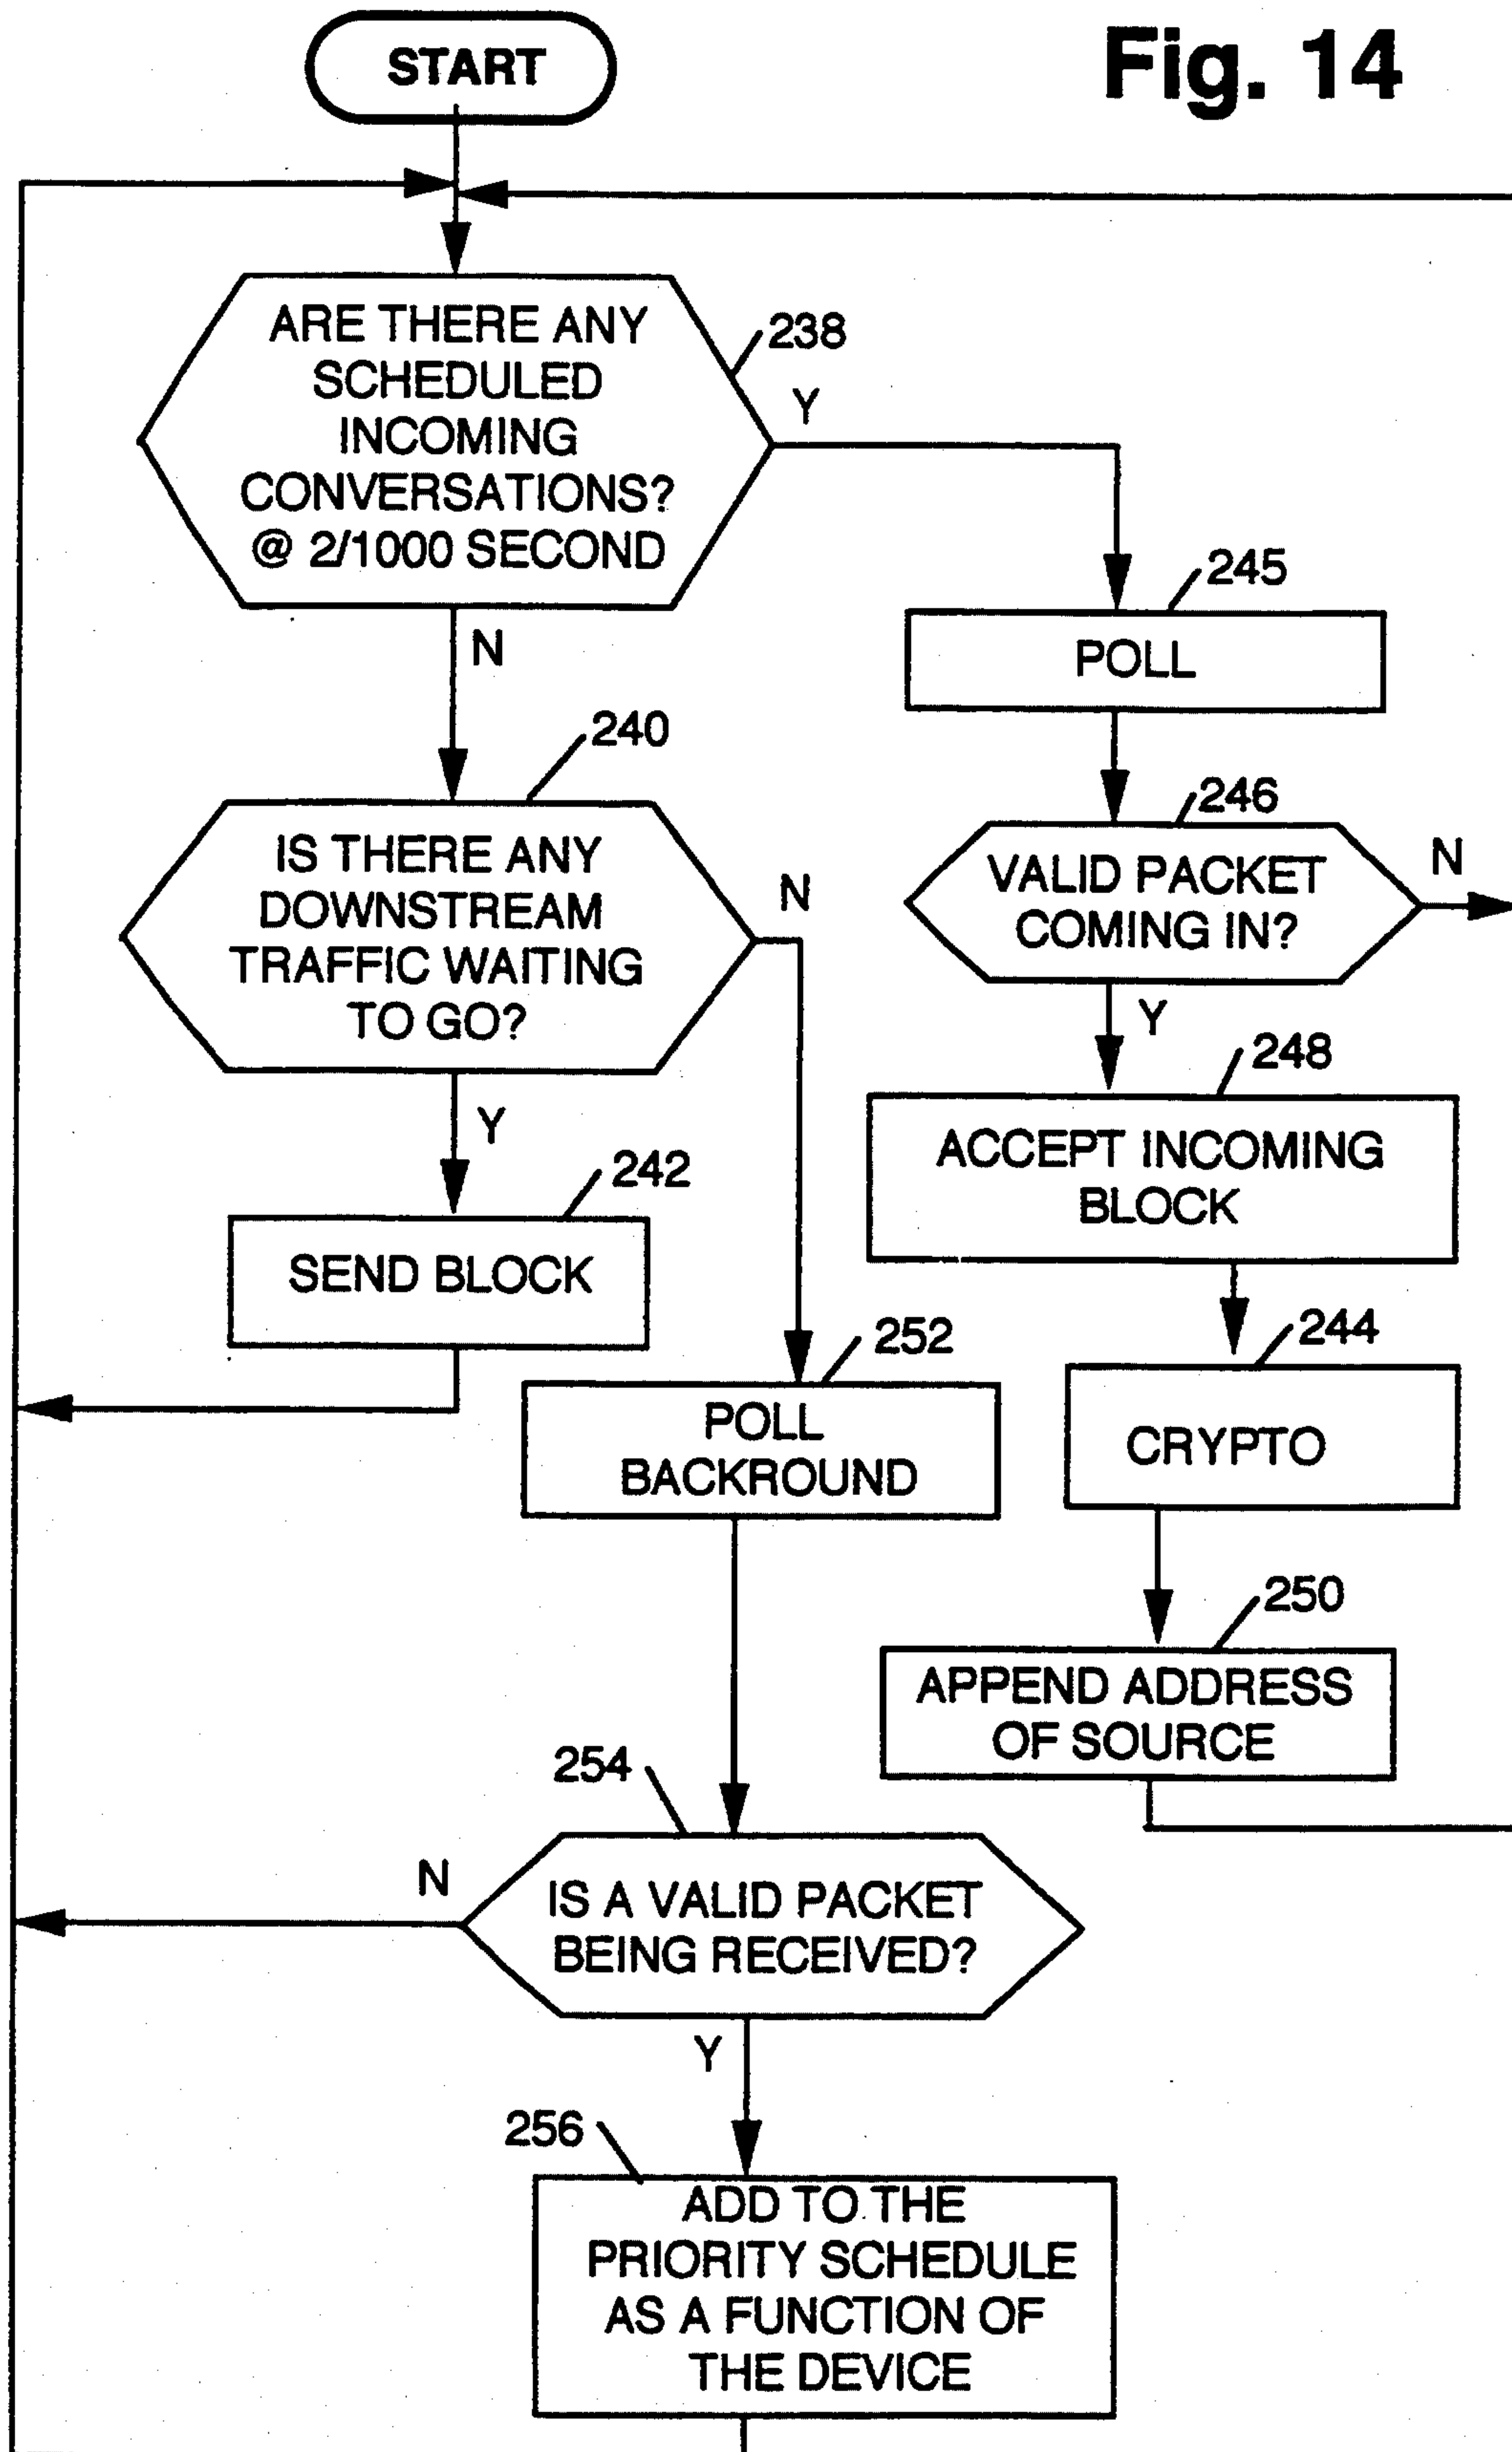 START
Fig. 14
ARE THERE ANY
SCHEDULED
INCOMING
CONVERSATIONS?
@ 2/1000 SECOND
238
Y
N
245
POLL
240
IS THERE ANY
DOWNSTREAM
TRAFFIC WAITING
TO GO?
N
246
VALID PACKET
COMING IN?
N
Y
Y
248
ACCEPT INCOMING
BLOCK
242
SEND BLOCK
244
CRYPTO
252
POLL
BACKROUND
250
APPEND ADDRESS
OF SOURCE
254
IS A VALID PACKET
BEING RECEIVED?
N
Y
256
ADD TO THE
PRIORITY SCHEDULE
AS A FUNCTION OF
THE DEVICE